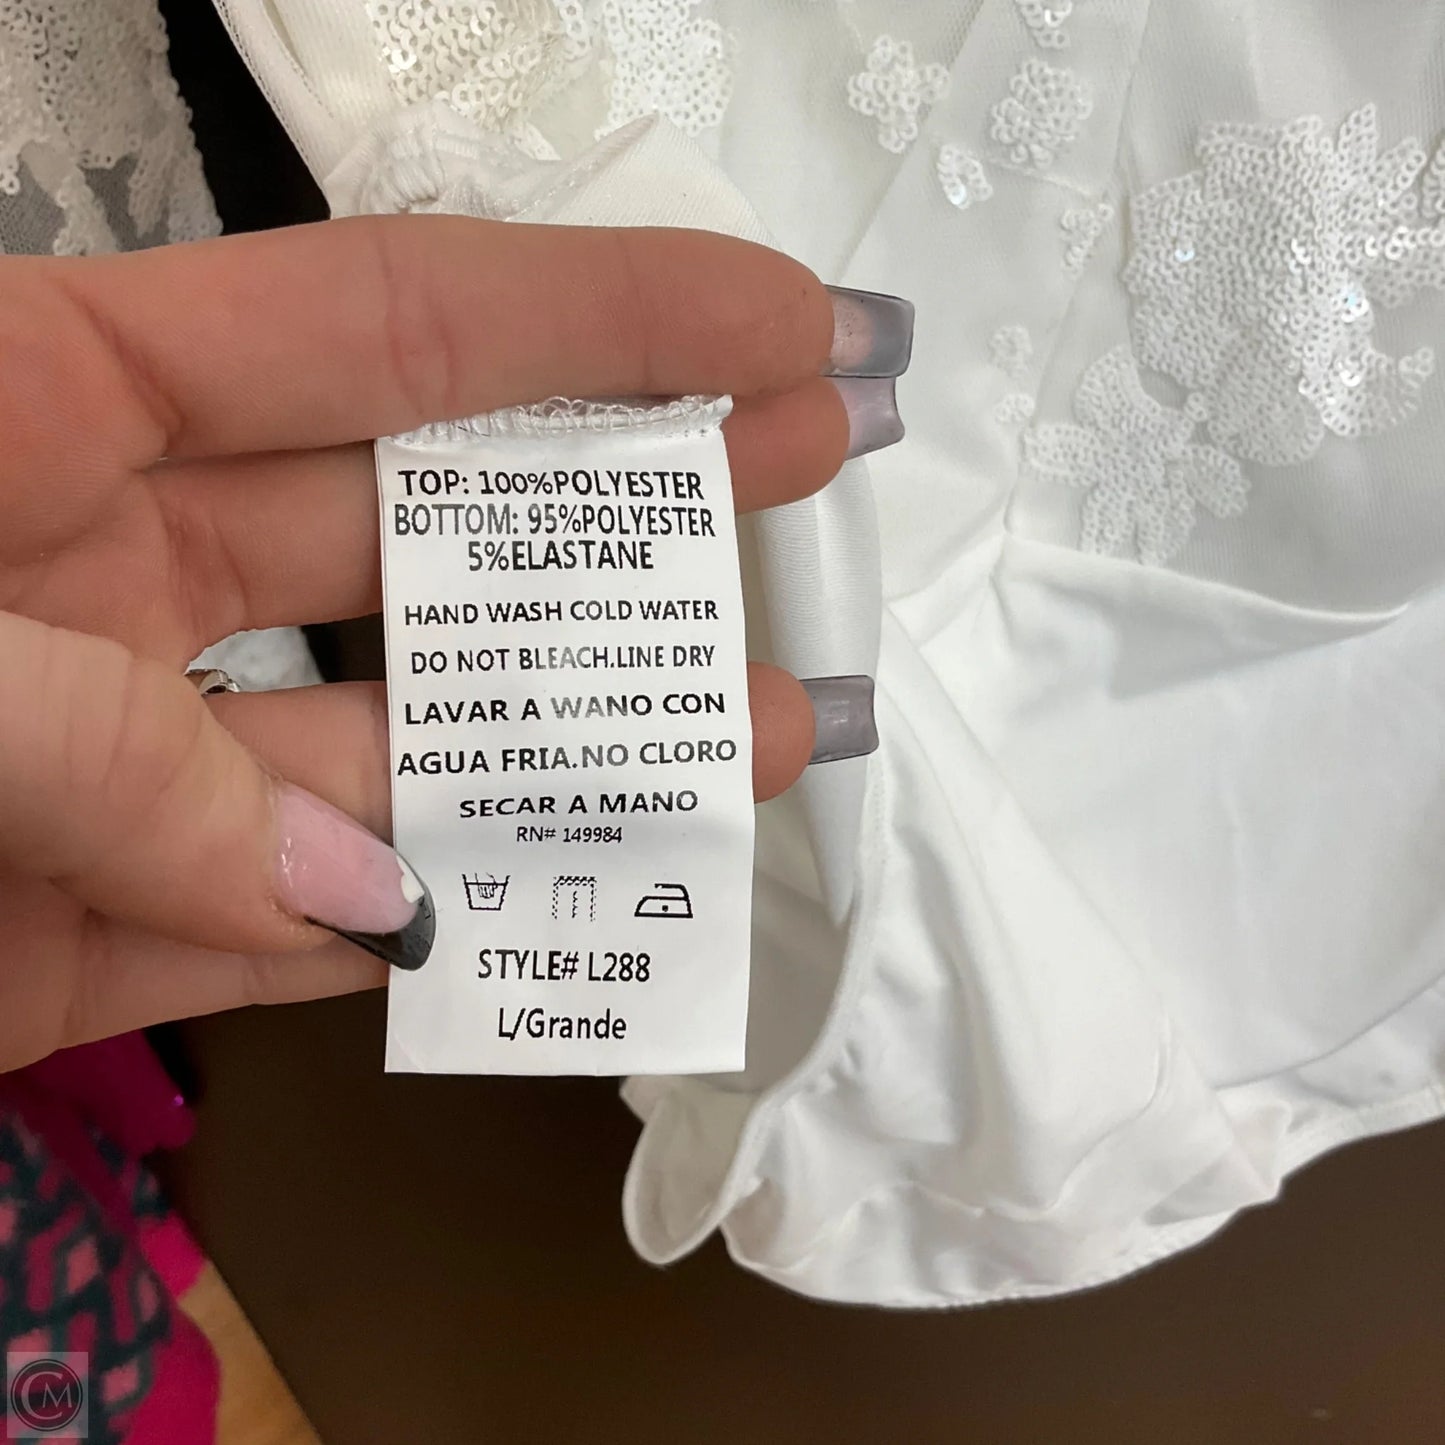 TOP: 100%POLYESTER
BOTTOM: 95%POLYESTER
5%ELASTANE
HAND WASH COLD WATER
DO NOT BLEACH.LINE DRY
LAVAR A WANO CON
AGUA FRIA.NO CLORO
SECAR A MANO
RN# 149984
STYLE# L288
L/Grande
CM